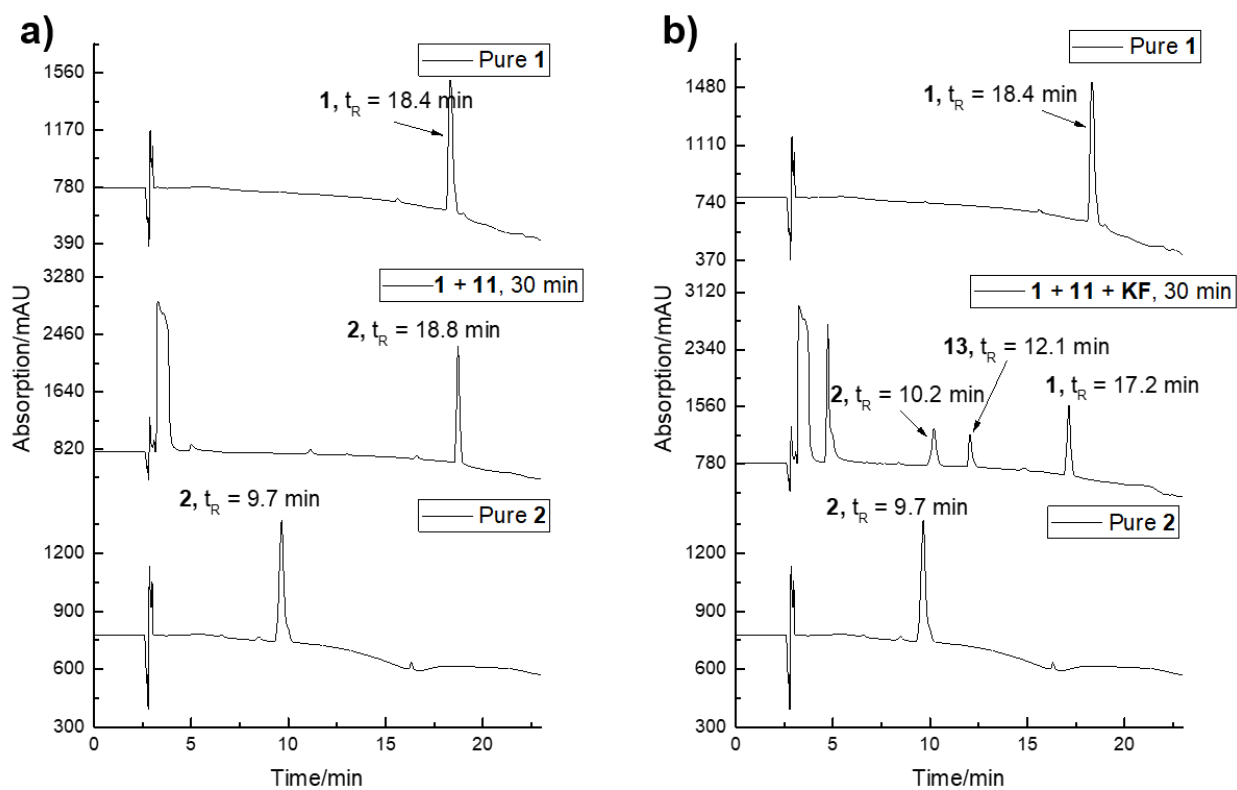 a)
Pure 1
1, tR = 18.4 min
1 + 11, 30 min
2, tR = 18.8 min
Pure 2
2, tR = 9.7 min
Absorption/mAU
1560
1170
780
390
3280
2460
1640
820
1200
900
600
300
0
5
10
15
20
Time/min
b)
Pure 1
1, tR = 18.4 min
1 + 11 + KF, 30 min
13, tR = 12.1 min
2, tR = 10.2 min
1, tR = 17.2 min
Pure 2
2, tR = 9.7 min
Absorption/mAU
1480
1110
740
370
3120
2340
1560
780
1200
900
600
300
0
5
10
15
20
Time/min